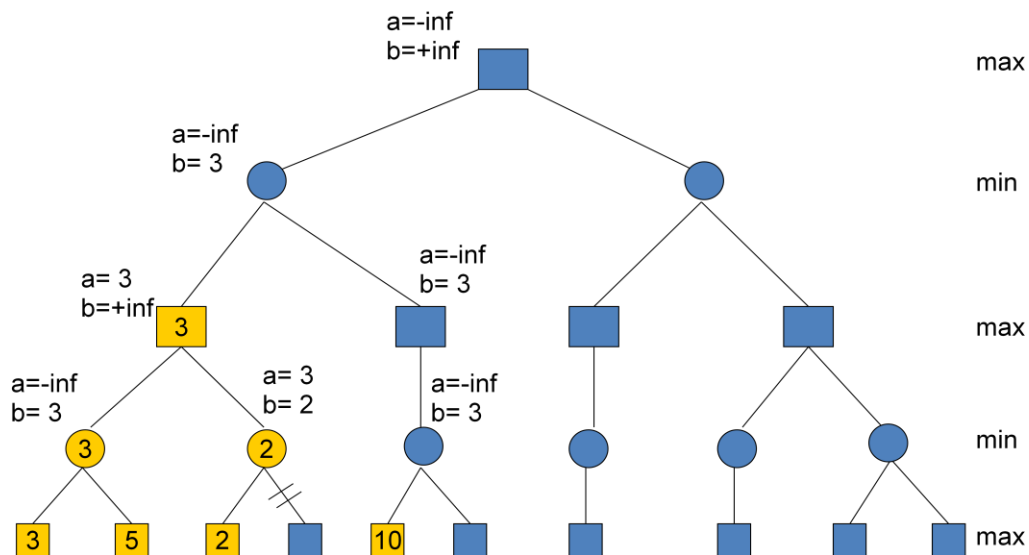 a=-inf
b=+inf
max
a=-inf
b= 3
min
a= 3
b=+inf
a=-inf
b= 3
3
max
a=-inf
b= 3
a= 3
b= 2
a=-inf
b= 3
3
2
min
3
5
2
10
max